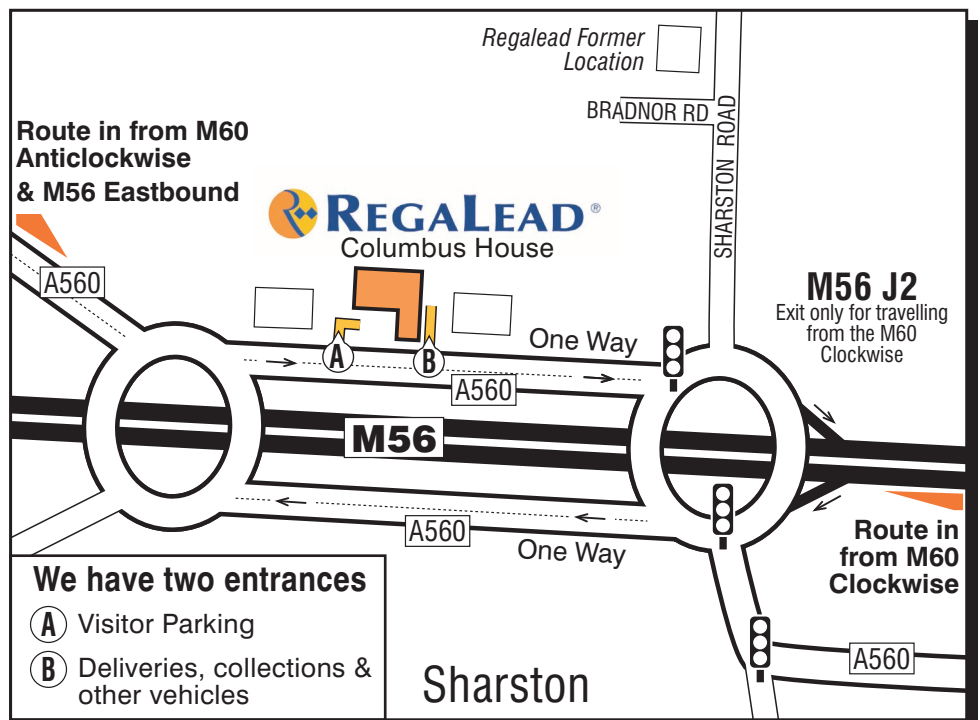 Regalead Former
Location
BRADNOR RD
SHARSTON ROAD
Route in from M60
Anticlockwise
& M56 Eastbound
REGALEAD®
Columbus House
A560
M56 J2
Exit only for travelling
from the M60
Clockwise
One Way
A
B
A560
M56
A560
One Way
Route in
from M60
Clockwise
We have two entrances
A Visitor Parking
B Deliveries, collections &
other vehicles
Sharston
A560